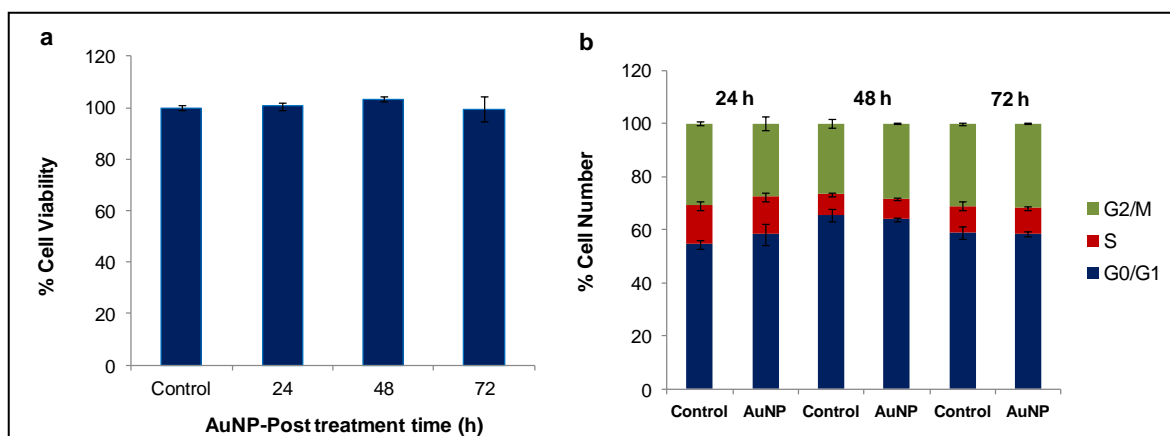 a
120
100
80
60
40
20
0
% Cell Viability
Control 24 48 72
AuNP-Post treatment time (h)
b
120
100
80
60
40
20
0
% Cell Number
24 h 48 h 72 h
Control AuNP Control AuNP Control AuNP
G2/M
S
G0/G1